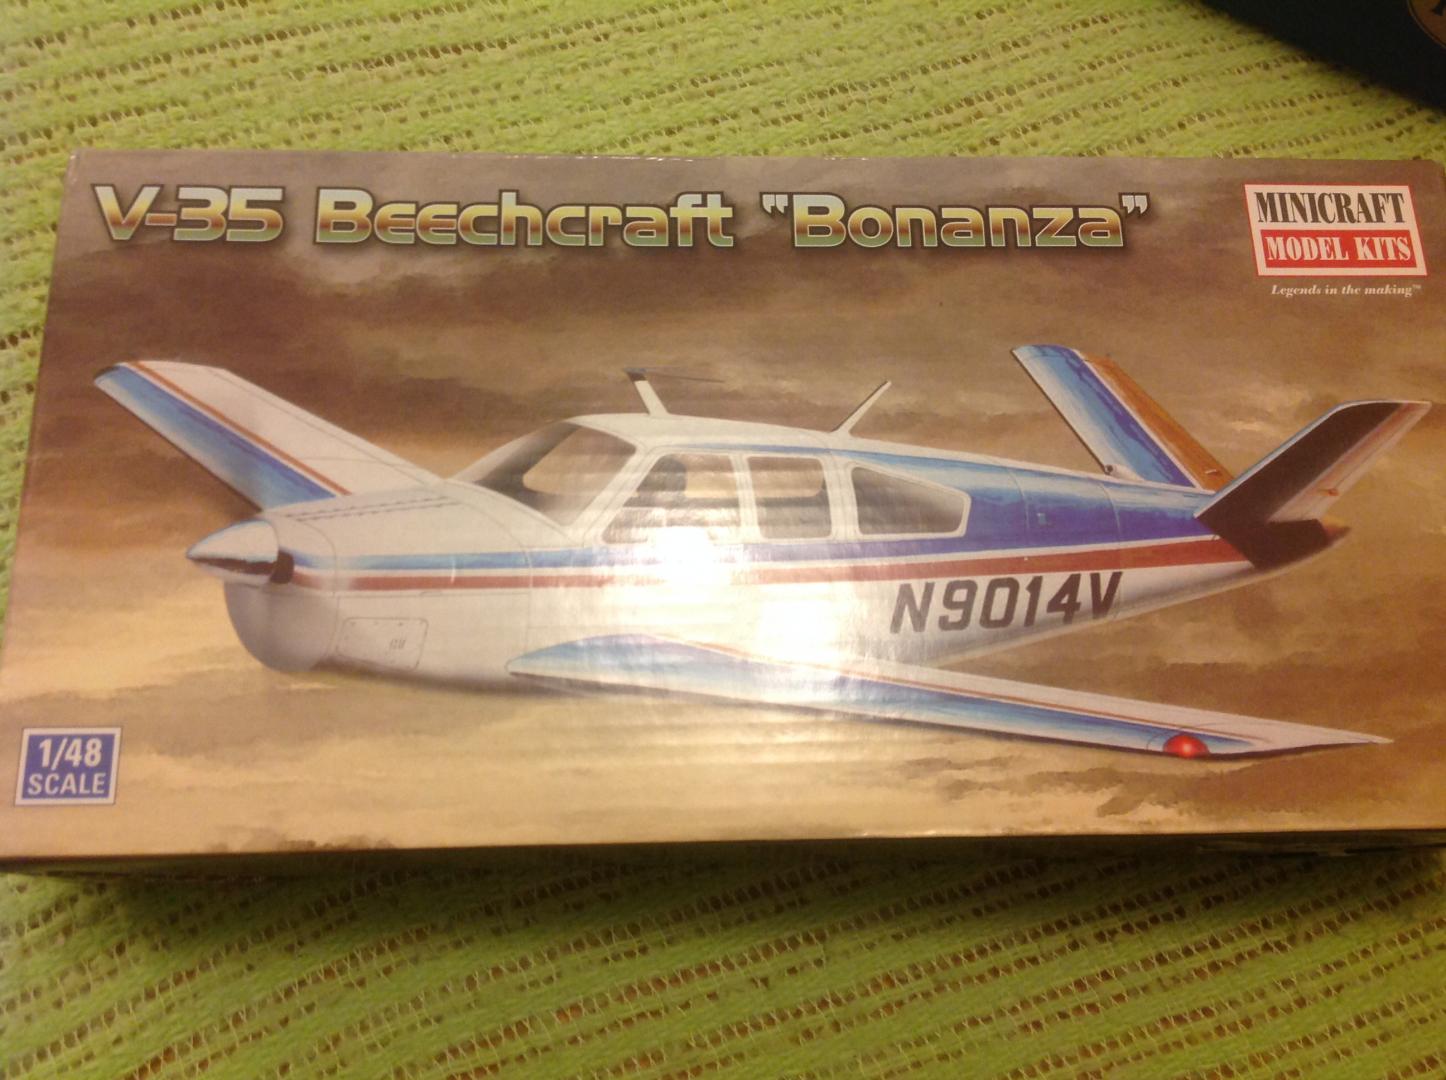 V-35 Beechcraft "Bonanza"
MINICRAFT
MODEL KITS
Legends in the making™
N9014V
1/48
SCALE